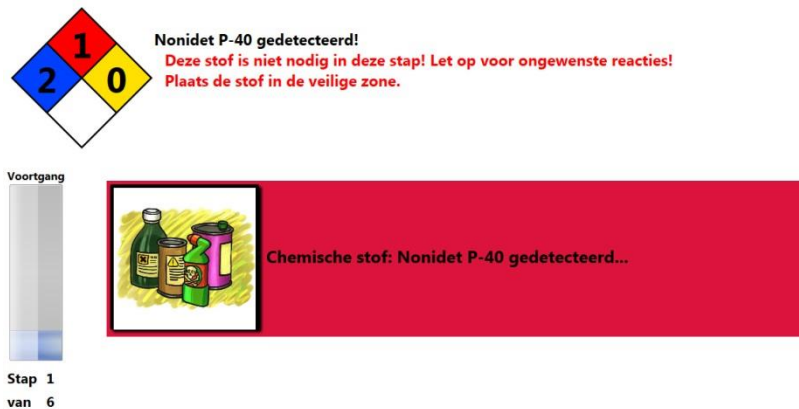 1
2 0
Nonidet P-40 gedetecteerd!
Deze stof is niet nodig in deze stap! Let op voor ongewenste reacties!
Plaats de stof in de veilige zone.
Voortgang
Chemische stof: Nonidet P-40 gedetecteerd...
Stap 1
van 6